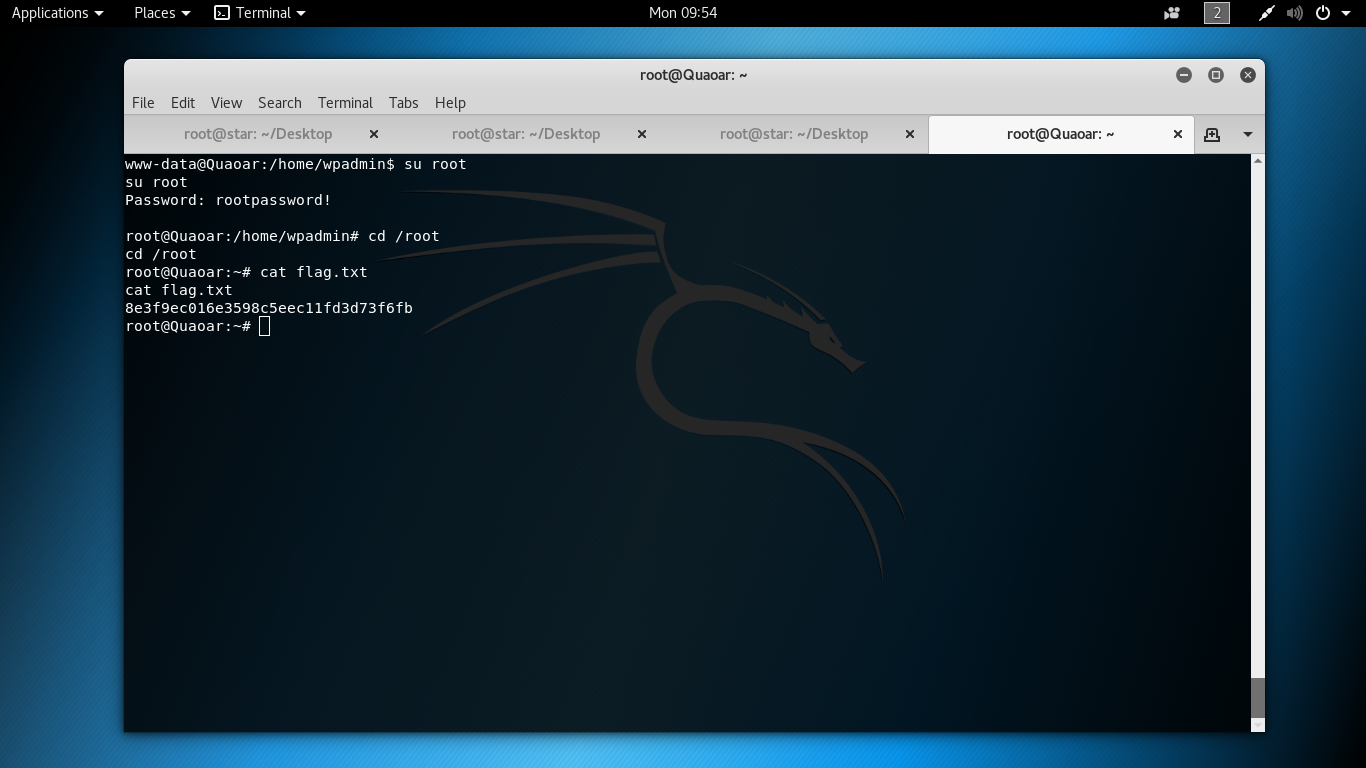 Applications Places Terminal Mon 09:54 2
root@Quaoar: ~
File Edit View Search Terminal Tabs Help
root@star: ~/Desktop root@star: ~/Desktop root@star: ~/Desktop root@Quaoar: ~
www-data@Quaoar:/home/wpadmin$ su root
su root
Password: rootpassword!
root@Quaoar:/home/wpadmin# cd /root
cd /root
root@Quaoar:~# cat flag.txt
cat flag.txt
8e3f9ec016e3598c5eec11fd3d73f6fb
root@Quaoar:~#